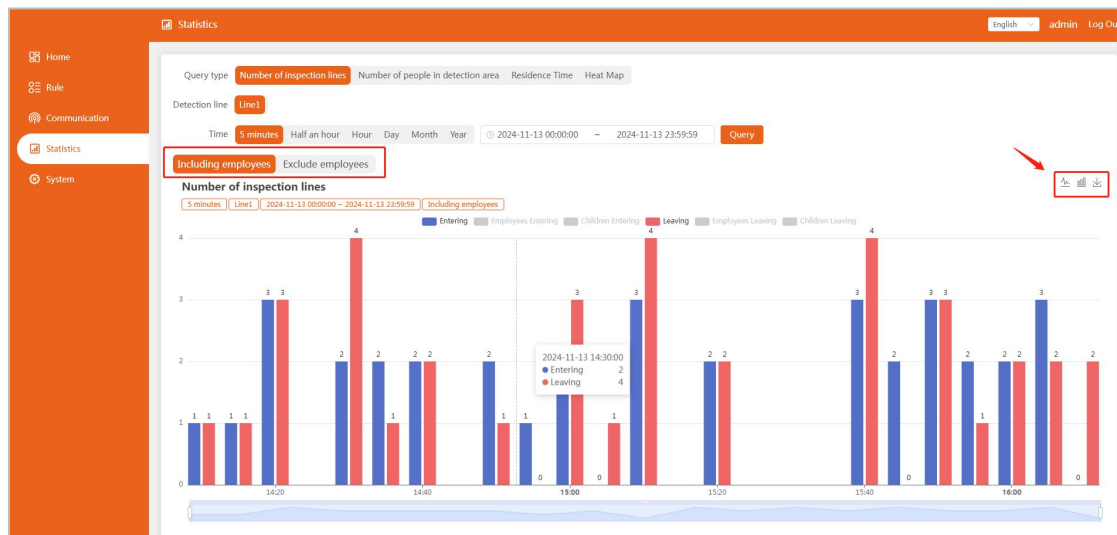 Statistics
English
admin
Log Ou
Home
Rule
Communication
Statistics
System
Query type Number of inspection lines Number of people in detection area Residence Time Heat Map
Detection line Line1
Time 5 minutes Half an hour Hour Day Month Year 2024-11-13 00:00:00 ~ 2024-11-13 23:59:59 Query
Including employees Exclude employees
Number of inspection lines
5 minutes Line1 2024-11-13 00:00:00 ~ 2024-11-13 23:59:59 Including employees
Entering Employees Entering Children Entering Leaving Employees Leaving Children Leaving
4 4 4 4
3 3 3 3 3 3 3 3 3
2 2 2 2 2 2 2 2 2 2 2 2 2 2
2024-11-13 14:30:00
Entering 2
Leaving 4
1 1 1 1 1 1 1 1 1 1
0 0 0 0 0
14:20 14:40 15:00 15:20 15:40 16:00